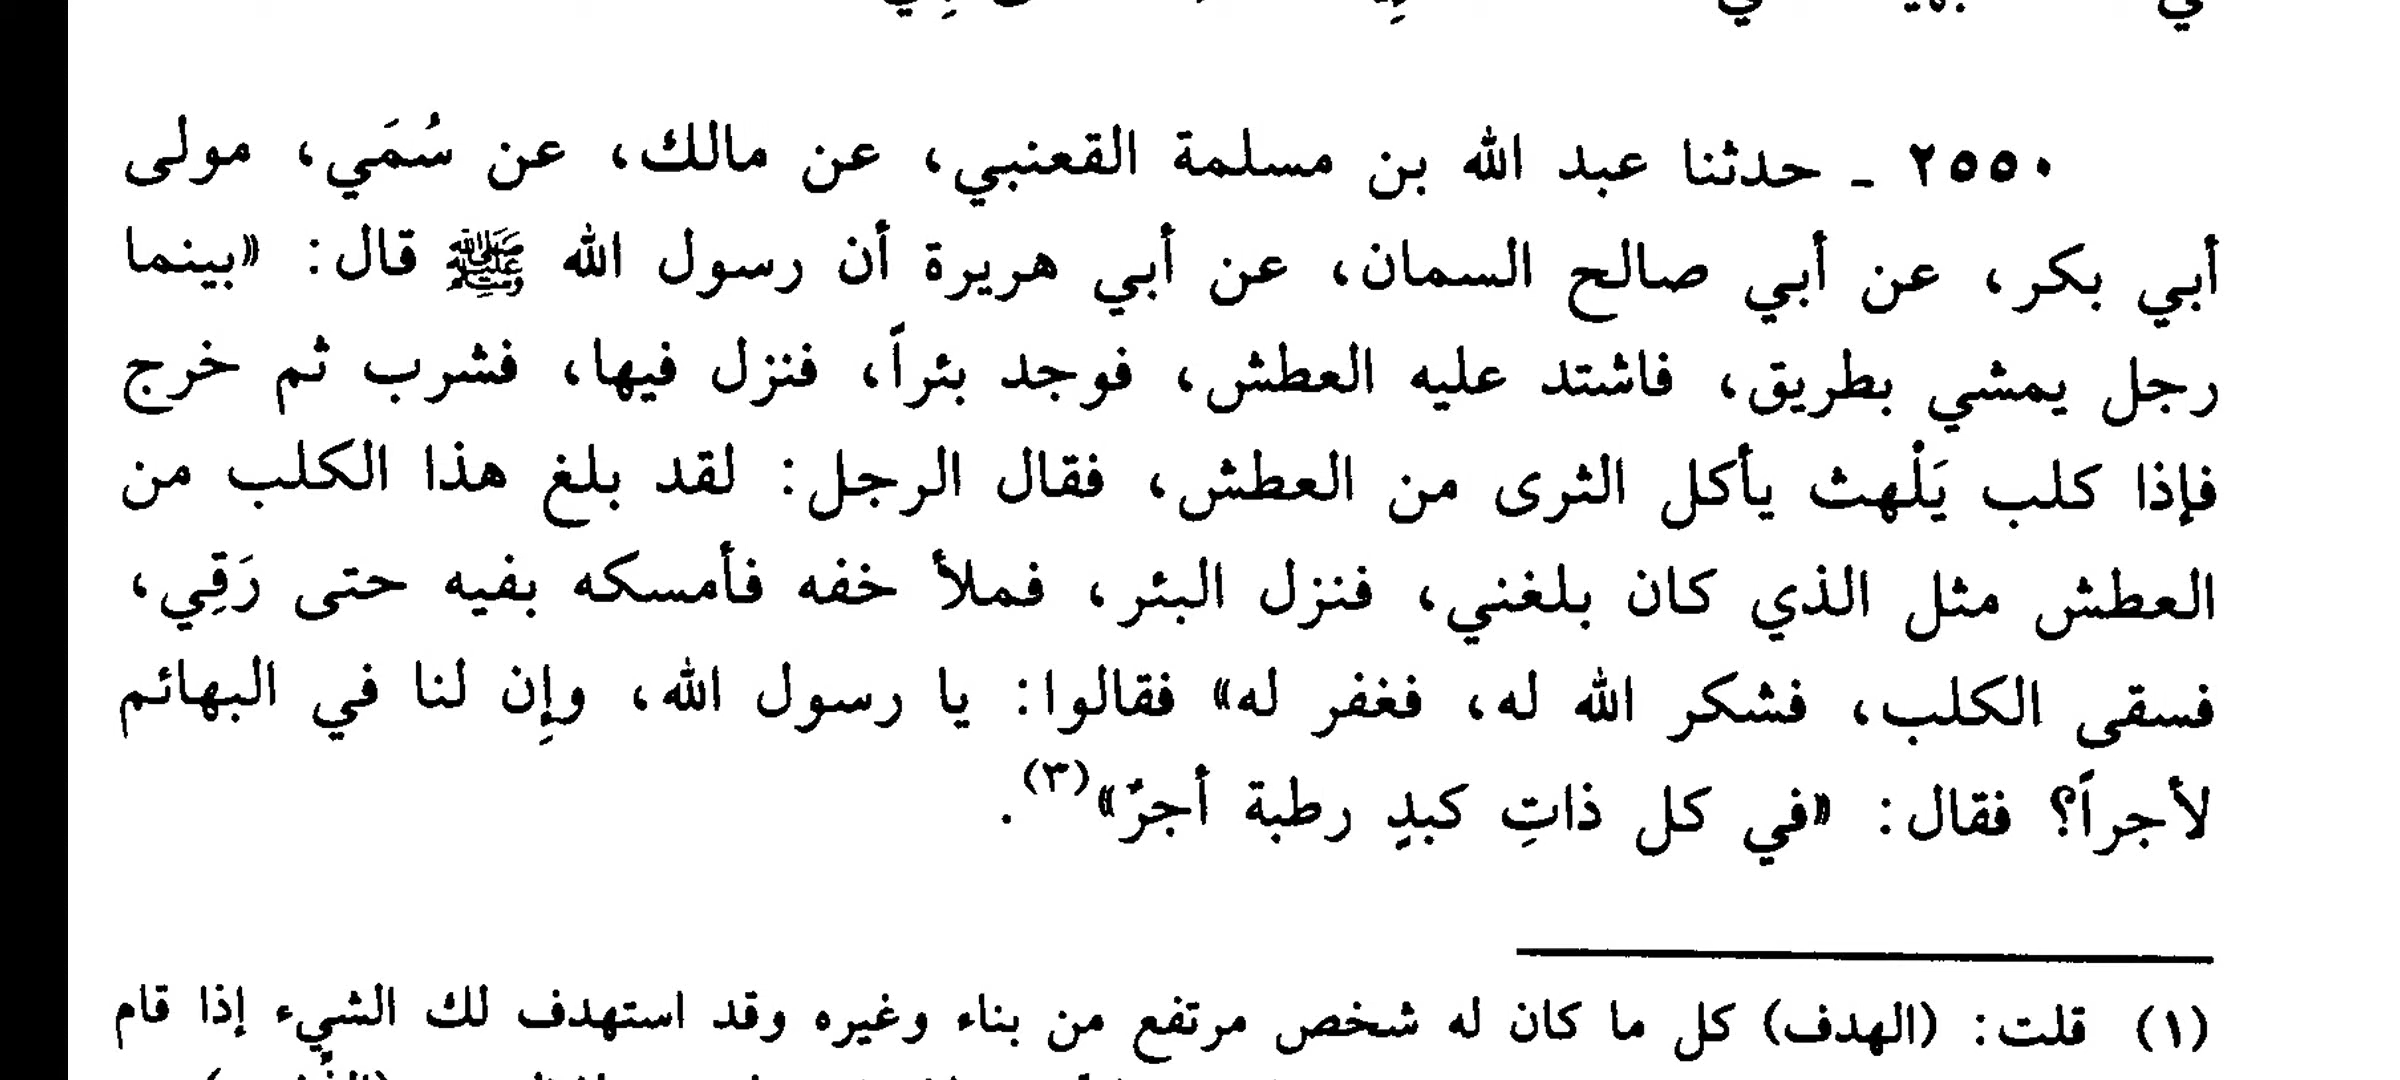 ٢٥٥٠ ـ حدثنا عبد الله بن مسلمة القعنبي، عن مالك، عن سُمَي، مولى
أبي بكر، عن أبي صالح السمان، عن أبي هريرة أن رسول الله ﷺ قال: «بينما
رجل يمشي بطريق، فاشتد عليه العطش، فوجد بئراً، فنزل فيها، فشرب ثم خرج
فإذا كلب يَلْهث يأكل الثرى من العطش، فقال الرجل: لقد بلغ هذا الكلب من
العطش مثل الذي كان بلغني، فنزل البئر، فملأ خفه فأمسكه بفيه حتى رَقِي،
فسقى الكلب، فشكر الله له، فغفر له» فقالوا: يا رسول الله، وإِن لنا في البهائم
لأجراً؟ فقال: «في كل ذاتِ كبدٍ رطبة أجرٌ»(٣).
(١) قلت: (الهدف) كل ما كان له شخص مرتفع من بناء وغيره وقد استهدف لك الشيء إذا قام